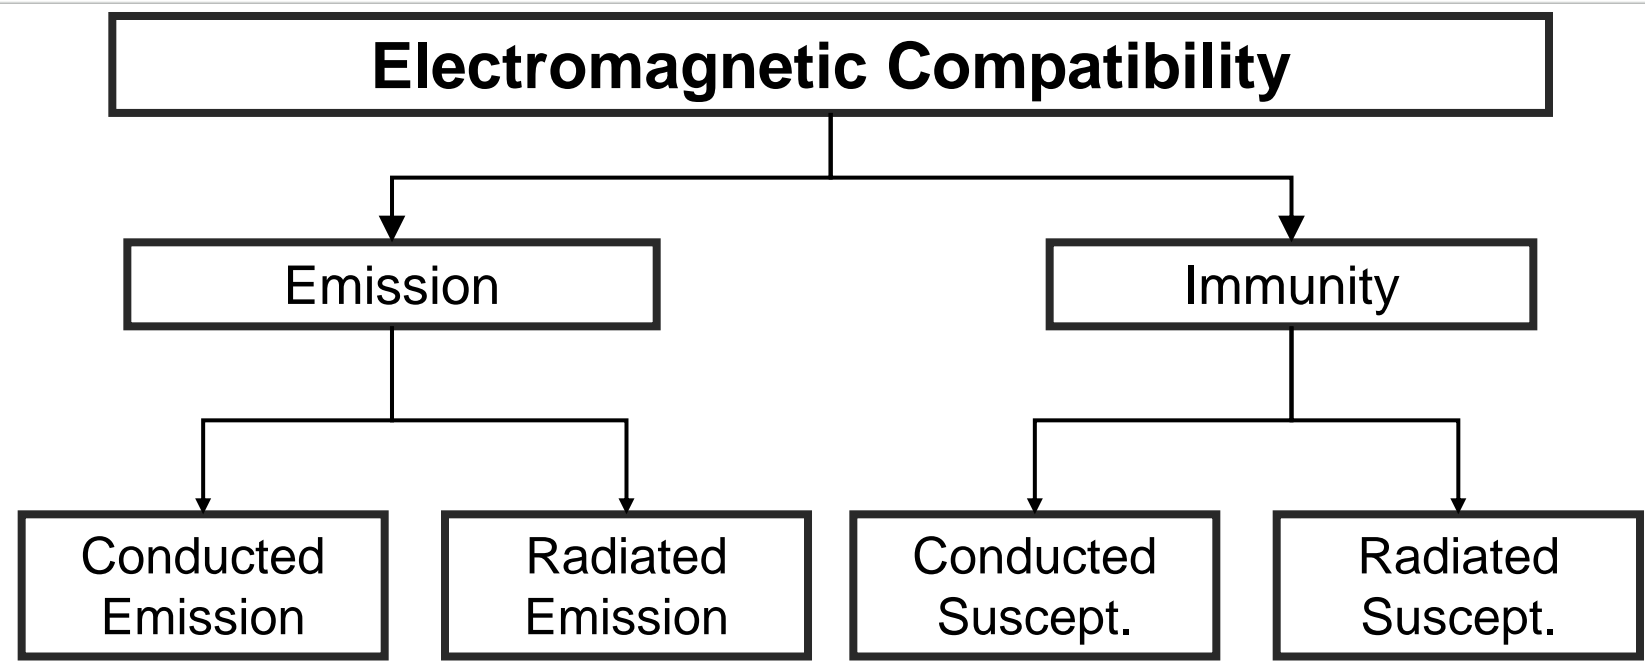 Electromagnetic Compatibility
Emission
Immunity
Conducted
Emission
Radiated
Emission
Conducted
Suscept.
Radiated
Suscept.